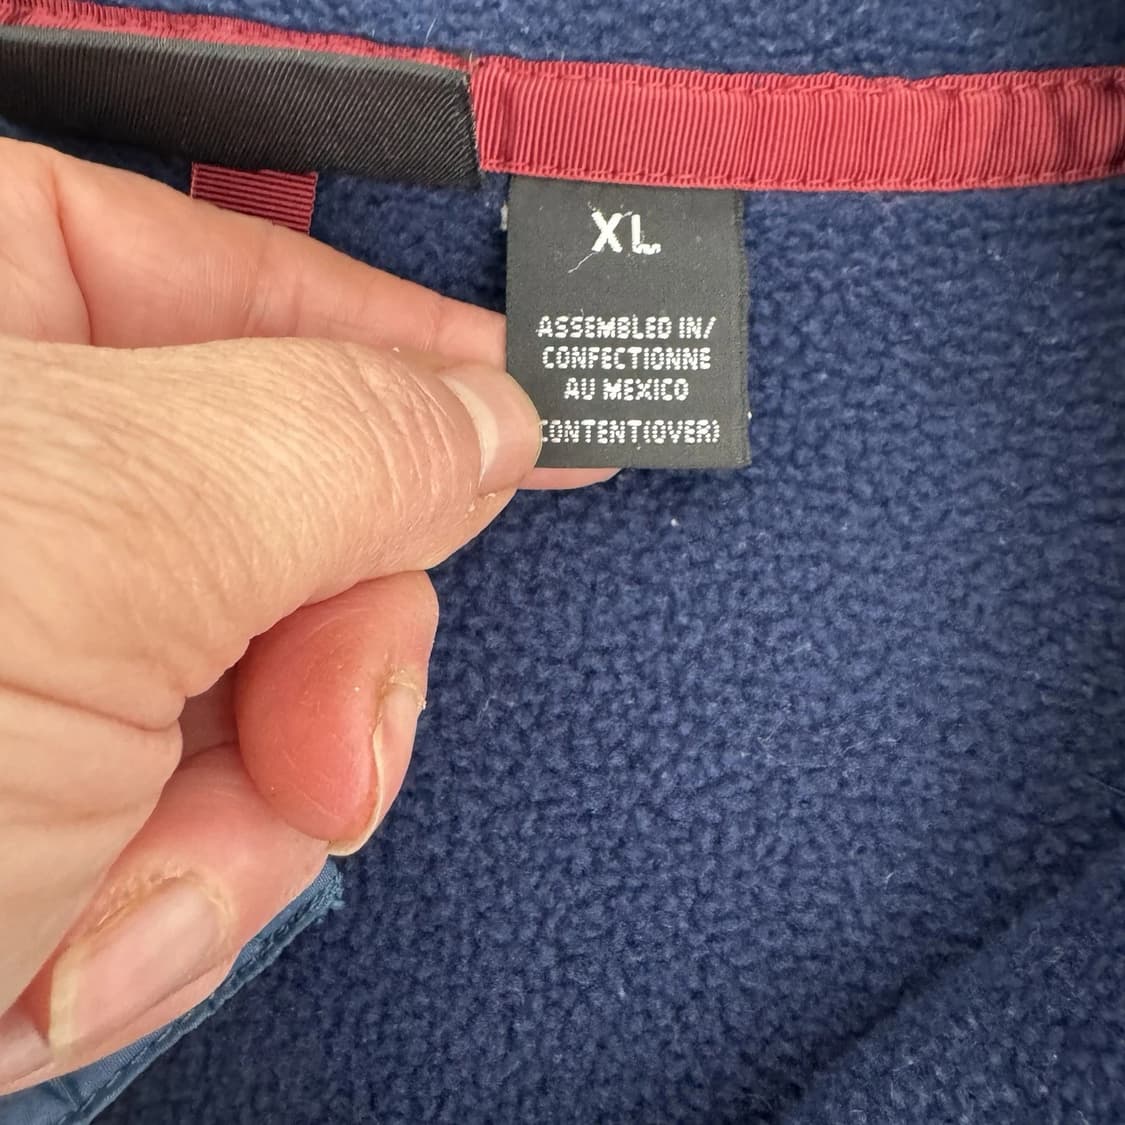 XL
ASSEMBLED IN/
CONFECTIONNE
AU MEXICO
CONTENT(OVER)